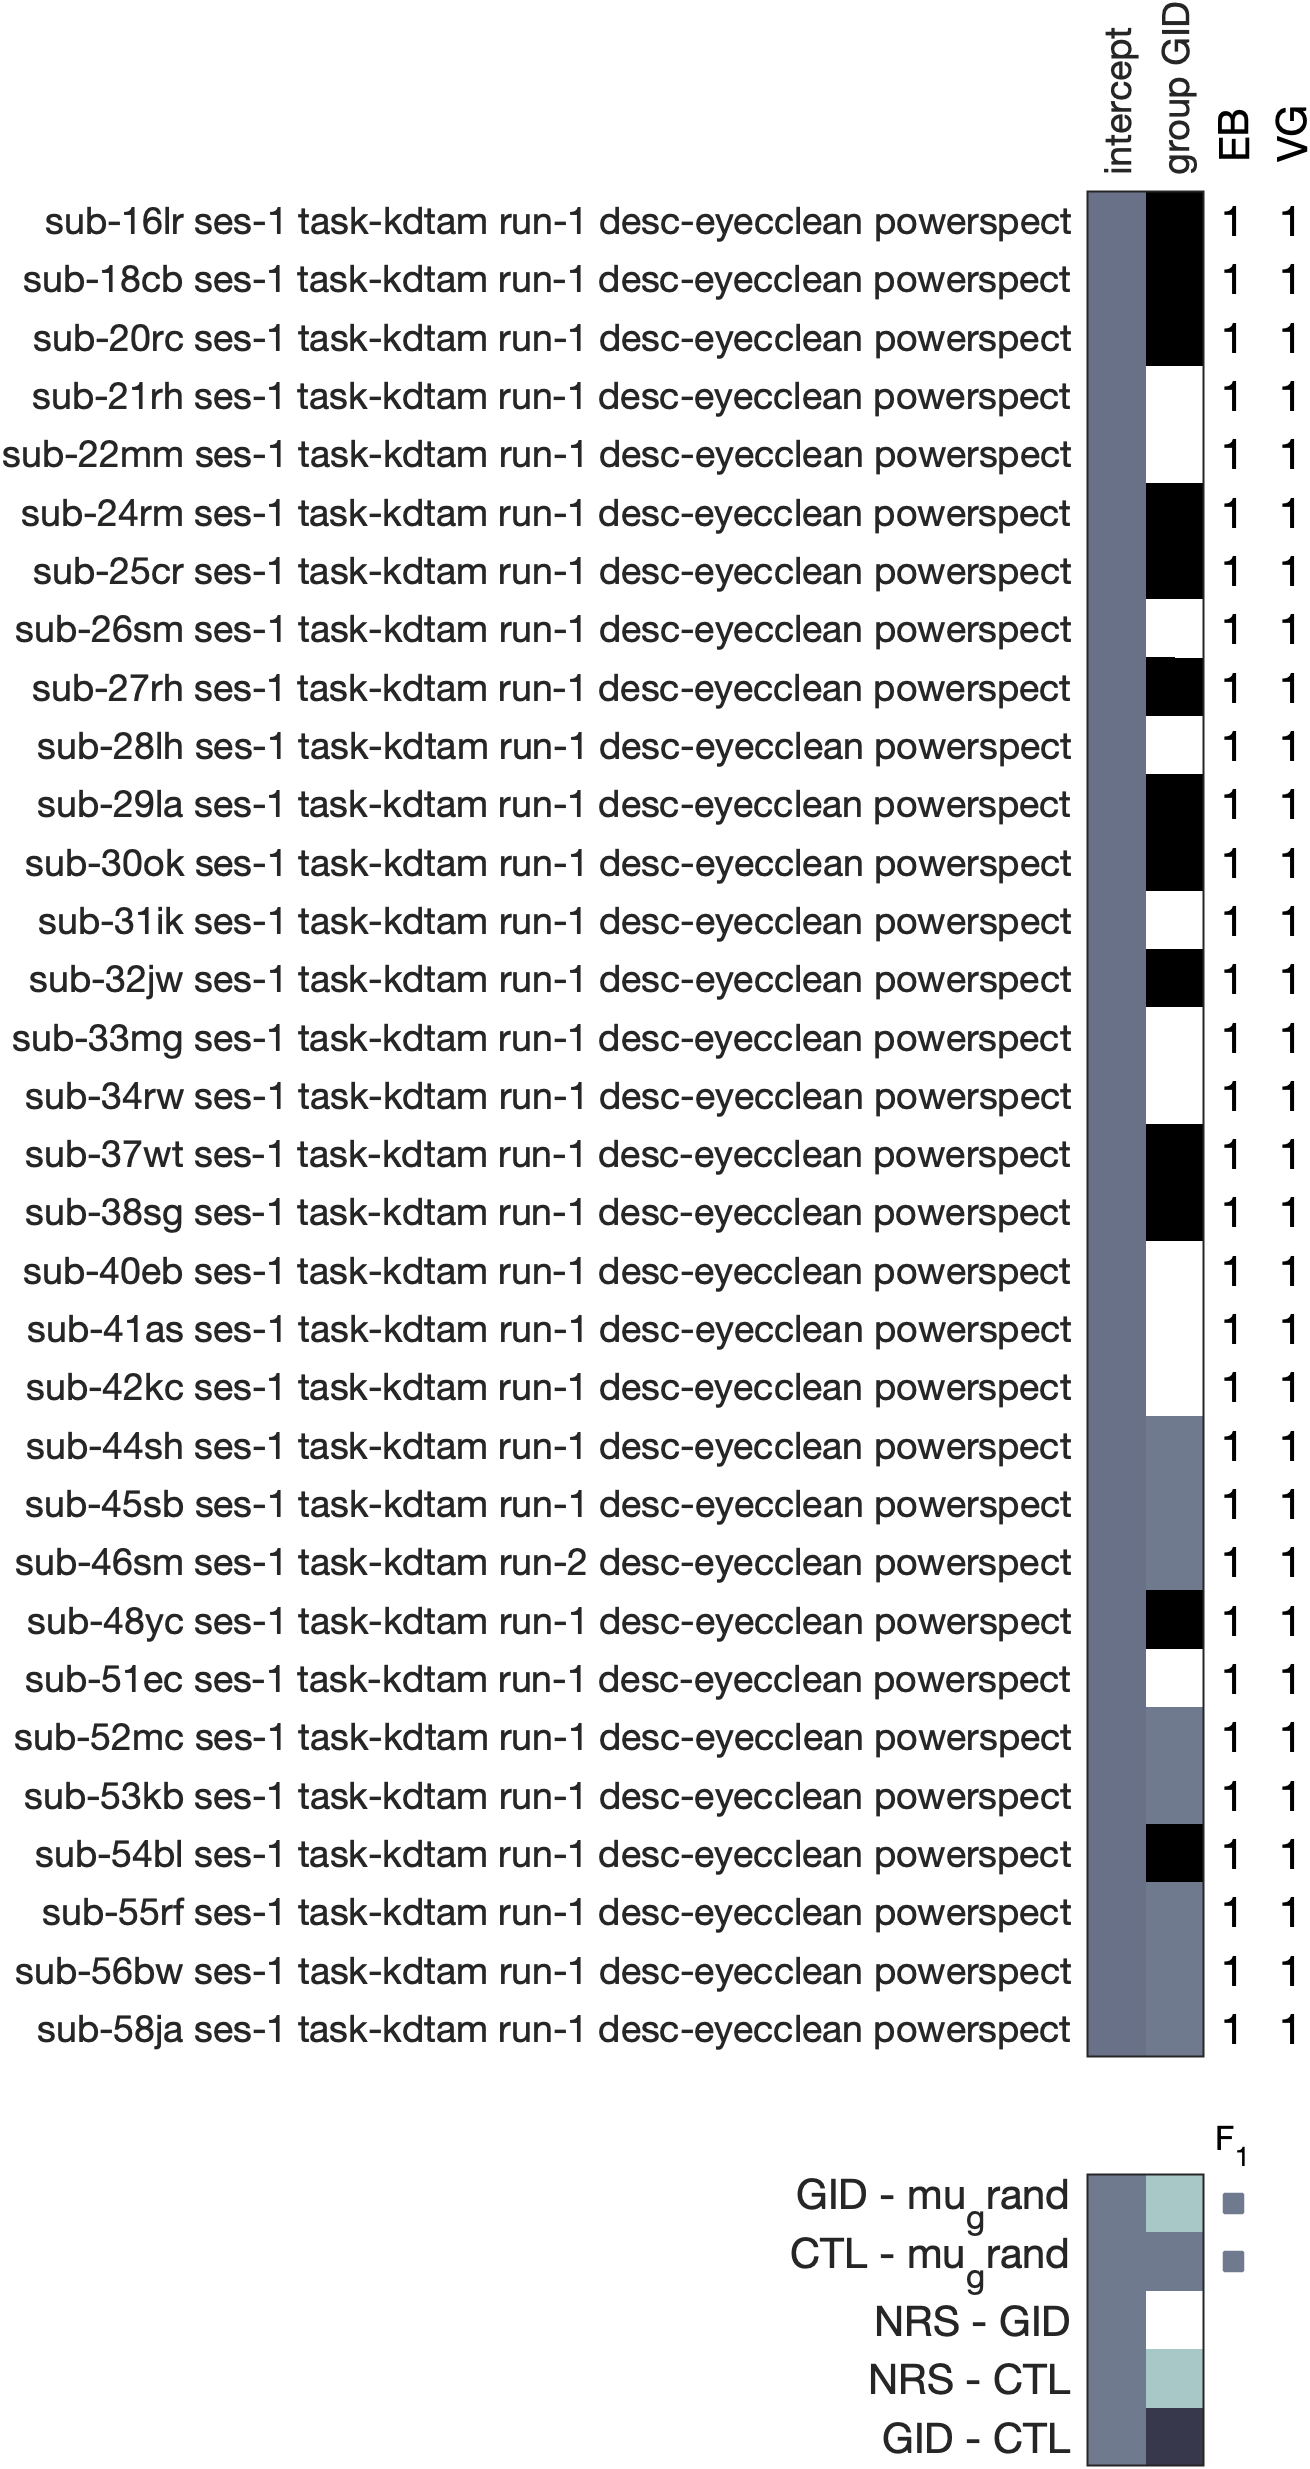 intercept
group GID
EB
VG
sub-16lr ses-1 task-kdtam run-1 desc-eyecclean powerspect 1 1
sub-18cb ses-1 task-kdtam run-1 desc-eyecclean powerspect 1 1
sub-20rc ses-1 task-kdtam run-1 desc-eyecclean powerspect 1 1
sub-21rh ses-1 task-kdtam run-1 desc-eyecclean powerspect 1 1
sub-22mm ses-1 task-kdtam run-1 desc-eyecclean powerspect 1 1
sub-24rm ses-1 task-kdtam run-1 desc-eyecclean powerspect 1 1
sub-25cr ses-1 task-kdtam run-1 desc-eyecclean powerspect 1 1
sub-26sm ses-1 task-kdtam run-1 desc-eyecclean powerspect 1 1
sub-27rh ses-1 task-kdtam run-1 desc-eyecclean powerspect 1 1
sub-28lh ses-1 task-kdtam run-1 desc-eyecclean powerspect 1 1
sub-29la ses-1 task-kdtam run-1 desc-eyecclean powerspect 1 1
sub-30ok ses-1 task-kdtam run-1 desc-eyecclean powerspect 1 1
sub-31ik ses-1 task-kdtam run-1 desc-eyecclean powerspect 1 1
sub-32jw ses-1 task-kdtam run-1 desc-eyecclean powerspect 1 1
sub-33mg ses-1 task-kdtam run-1 desc-eyecclean powerspect 1 1
sub-34rw ses-1 task-kdtam run-1 desc-eyecclean powerspect 1 1
sub-37wt ses-1 task-kdtam run-1 desc-eyecclean powerspect 1 1
sub-38sg ses-1 task-kdtam run-1 desc-eyecclean powerspect 1 1
sub-40eb ses-1 task-kdtam run-1 desc-eyecclean powerspect 1 1
sub-41as ses-1 task-kdtam run-1 desc-eyecclean powerspect 1 1
sub-42kc ses-1 task-kdtam run-1 desc-eyecclean powerspect 1 1
sub-44sh ses-1 task-kdtam run-1 desc-eyecclean powerspect 1 1
sub-45sb ses-1 task-kdtam run-1 desc-eyecclean powerspect 1 1
sub-46sm ses-1 task-kdtam run-2 desc-eyecclean powerspect 1 1
sub-48yc ses-1 task-kdtam run-1 desc-eyecclean powerspect 1 1
sub-51ec ses-1 task-kdtam run-1 desc-eyecclean powerspect 1 1
sub-52mc ses-1 task-kdtam run-1 desc-eyecclean powerspect 1 1
sub-53kb ses-1 task-kdtam run-1 desc-eyecclean powerspect 1 1
sub-54bl ses-1 task-kdtam run-1 desc-eyecclean powerspect 1 1
sub-55rf ses-1 task-kdtam run-1 desc-eyecclean powerspect 1 1
sub-56bw ses-1 task-kdtam run-1 desc-eyecclean powerspect 1 1
sub-58ja ses-1 task-kdtam run-1 desc-eyecclean powerspect 1 1
F1
GID - mugrand
CTL - mugrand
NRS - GID
NRS - CTL
GID - CTL